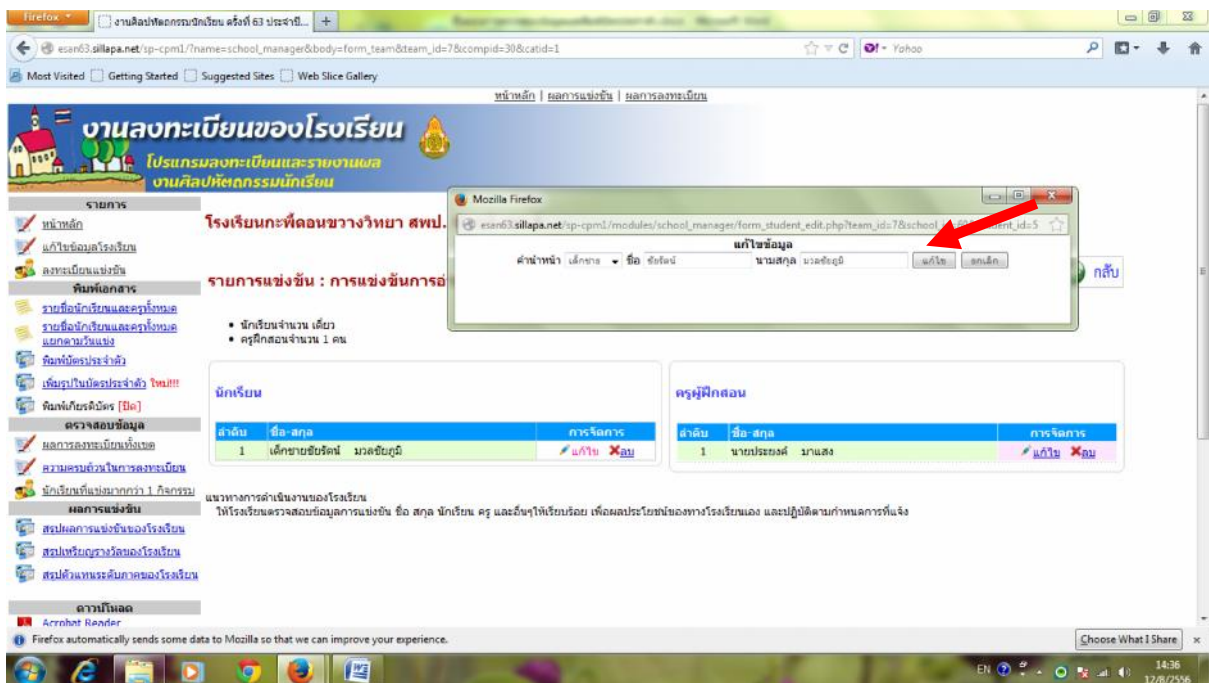 Firefox
งานศิลปหัตถกรรมนักเรียน ครั้งที่ 63 ประจำปี...
+
esan63.sillapa.net/sp-cpm1/?name=school_manager&body=form_team&team_id=7&compid=30&catid=1
Yahoo
Most Visited
Getting Started
Suggested Sites
Web Slice Gallery
หน้าหลัก | ผลการแข่งขัน | ผลการลงทะเบียน
งานลงทะเบียนของโรงเรียน
โปรแกรมลงทะเบียนและรายงานผล
งานศิลปหัตถกรรมนักเรียน
รายการ
หน้าหลัก
แก้ไขข้อมูลโรงเรียน
ลงทะเบียนแข่งขัน
พิมพ์เอกสาร
รายชื่อนักเรียนและครูทั้งหมด
รายชื่อนักเรียนและครูทั้งหมด
แยกตามวันแข่ง
พิมพ์บัตรประจำตัว
เพิ่มรูปในบัตรประจำตัว ใหม่!!!
พิมพ์เกียรติบัตร [ปิด]
ตรวจสอบข้อมูล
ผลการลงทะเบียนทั้งเขต
ความครบถ้วนในการลงทะเบียน
นักเรียนที่แข่งมากกว่า 1 กิจกรรม
ผลการแข่งขัน
สรุปผลการแข่งขันของโรงเรียน
สรุปเหรียญรางวัลของโรงเรียน
สรุปตัวแทนระดับภาคของโรงเรียน
ดาวน์โหลด
Acrobat Reader
โรงเรียนกะฟัดดอนขวางวิทยา สพป.
รายการแข่งขัน : การแข่งขันการอ่
กลับ
• นักเรียนจำนวน เดี่ยว
• ครูฝึกสอนจำนวน 1 คน
Mozilla Firefox
esan63.sillapa.net/sp-cpm1/modules/school_manager/form_student_edit.php?team_id=7&school_id=
แก้ไขข้อมูล
คำนำหน้า เด็กชาย ชื่อ ชัยรัตน์ นามสกุล มวลชัยภูมิ แก้ไข ยกเลิก
นักเรียน
ลำดับ ชื่อ-สกุล การจัดการ
1 เด็กชายชัยรัตน์ มวลชัยภูมิ แก้ไข ลบ
ครูผู้ฝึกสอน
ลำดับ ชื่อ-สกุล การจัดการ
1 นายประยงค์ มาแสง แก้ไข ลบ
แนวทางการดำเนินงานของโรงเรียน
ให้โรงเรียนตรวจสอบข้อมูลการแข่งขัน ชื่อ สกุล นักเรียน ครู และอื่นๆให้เรียบร้อย เพื่อผลประโยชน์ของทางโรงเรียนเอง และปฏิบัติตามกำหนดการที่แจ้ง
Firefox automatically sends some data to Mozilla so that we can improve your experience.
Choose What I Share
EN
14:36
12/8/2556